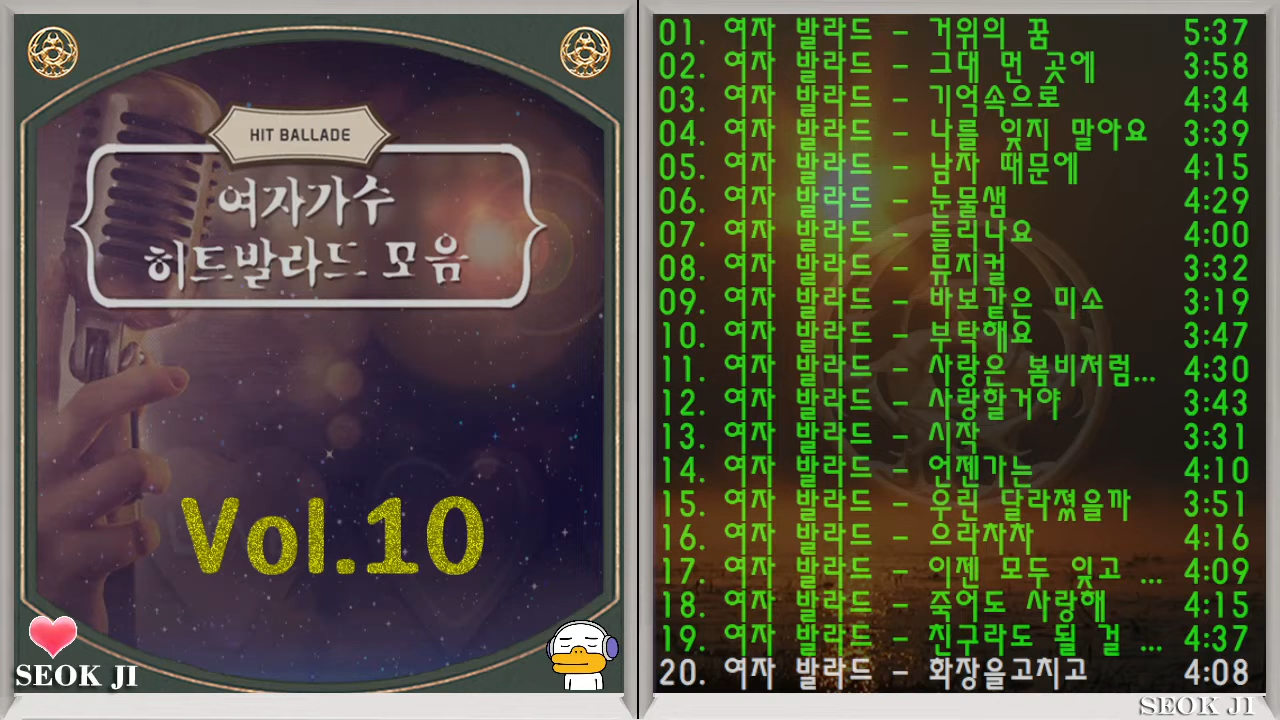 HIT BALLADE
여자가수
히트발라드 모음
Vol.10
SEOK JI
01. 여자 발라드 - 거위의 꿈 5:37
02. 여자 발라드 - 그대 먼 곳에 3:58
03. 여자 발라드 - 기억속으로 4:34
04. 여자 발라드 - 나를 잊지 말아요 3:39
05. 여자 발라드 - 남자 때문에 4:15
06. 여자 발라드 - 눈물샘 4:29
07. 여자 발라드 - 들리나요 4:00
08. 여자 발라드 - 뮤지컬 3:32
09. 여자 발라드 - 바보같은 미소 3:19
10. 여자 발라드 - 부탁해요 3:47
11. 여자 발라드 - 사랑은 봄비처럼... 4:30
12. 여자 발라드 - 사랑할거야 3:43
13. 여자 발라드 - 시작 3:31
14. 여자 발라드 - 언젠가는 4:10
15. 여자 발라드 - 우린 달라졌을까 3:51
16. 여자 발라드 - 으라차차 4:16
17. 여자 발라드 - 이젠 모두 잊고 ... 4:09
18. 여자 발라드 - 죽어도 사랑해 4:15
19. 여자 발라드 - 친구라도 될 걸 ... 4:37
20. 여자 발라드 - 화장을고치고 4:08
SEOK JI